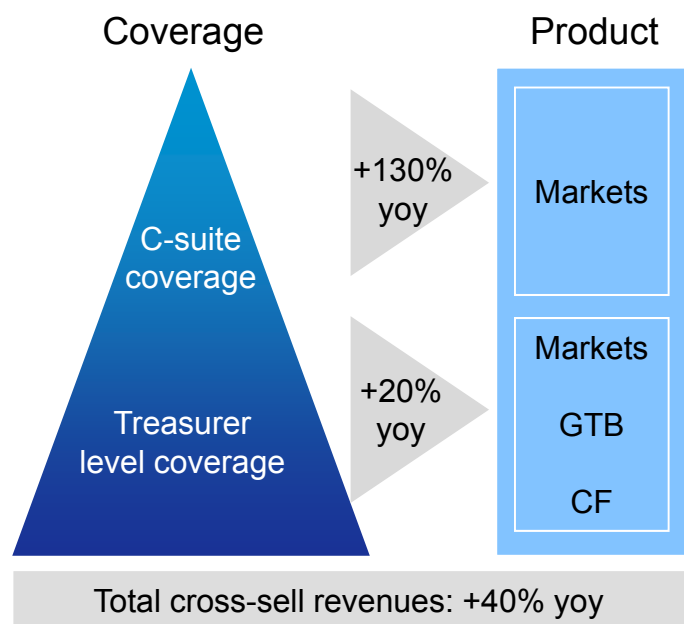 Coverage
Product
C-suite
coverage
+130%
yoy
Markets
Treasurer
level coverage
+20%
yoy
Markets
GTB
CF
Total cross-sell revenues: +40% yoy